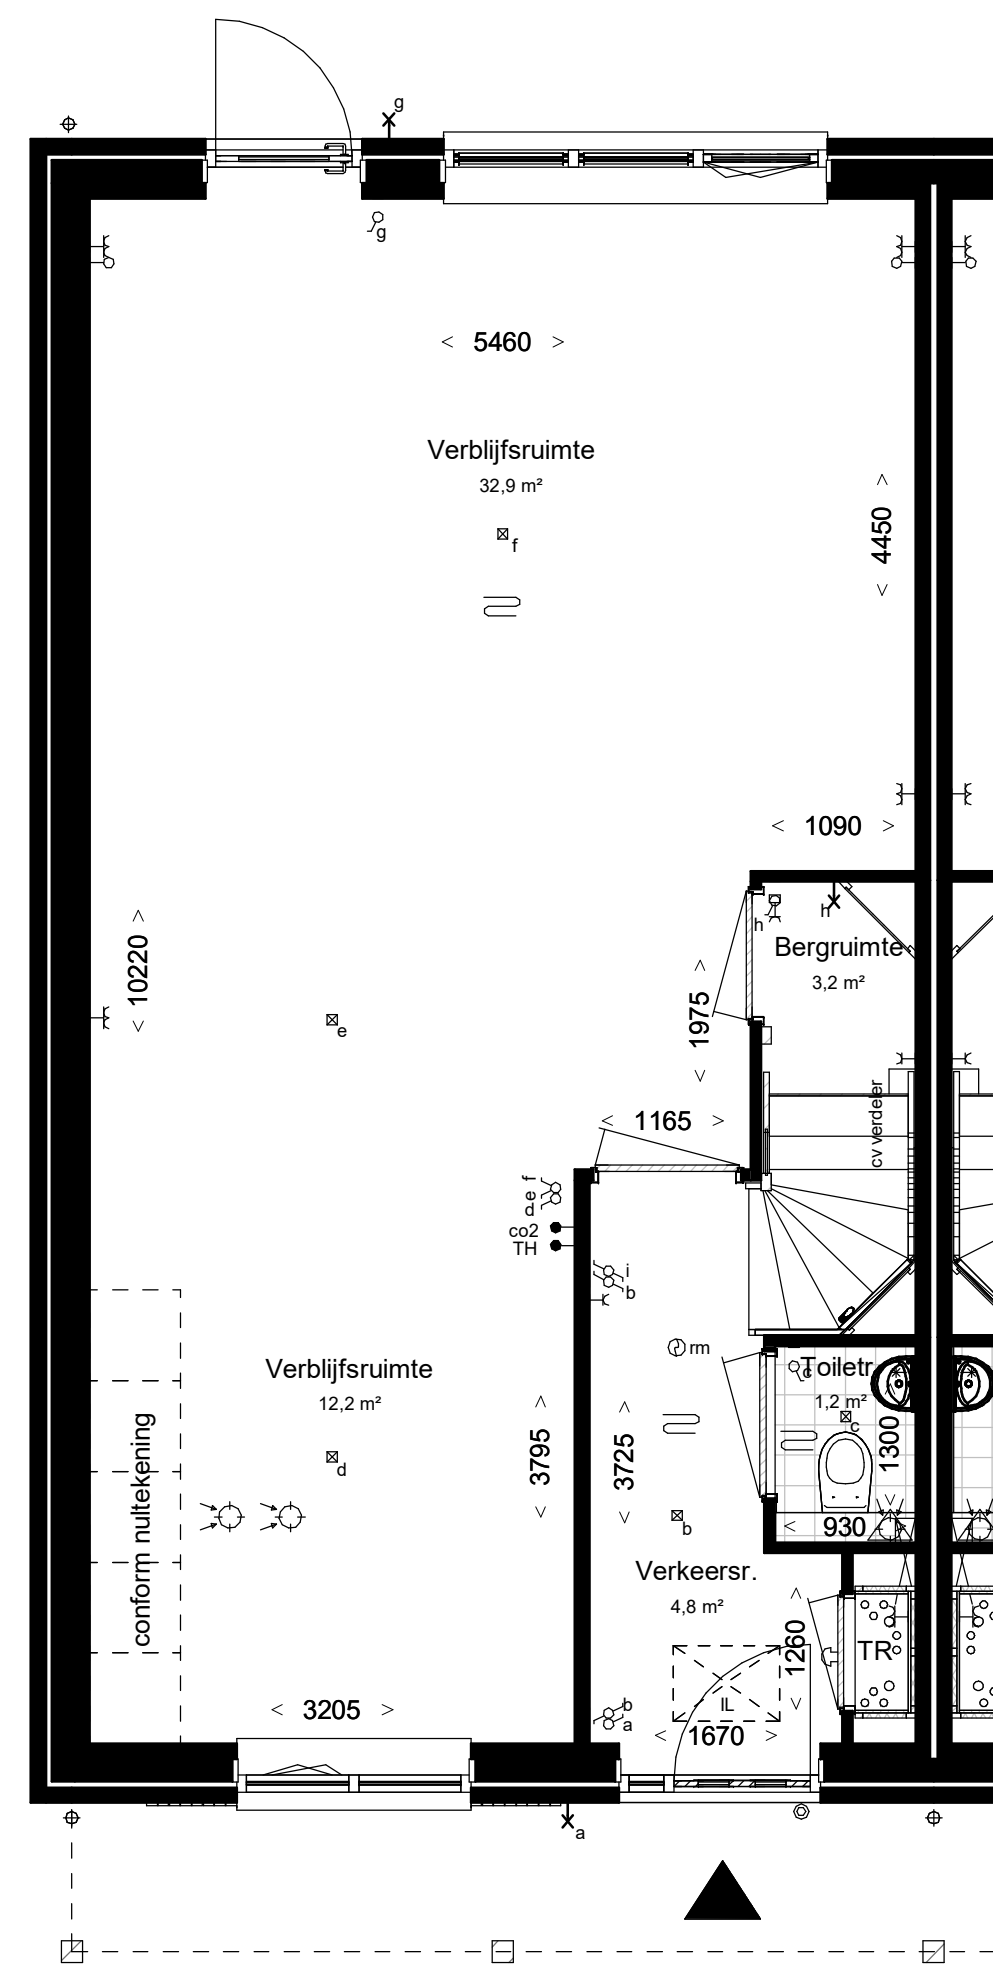 g
g
< 5460 >
Verblijfsruimte
32,9 m²
f
< 4450 >
< 1090 >
h
h
Bergruimte
3,2 m²
< 10220 >
< 1975 >
e
cv verdeler
< 1165 >
f
e
d
co2
TH
i
b
rm
Verblijfsruimte
12,2 m²
Toiletr.
c
1,2 m²
c
< 1300 >
conform nultekening
< 3795 >
< 3725 >
d
b
< 930 >
Verkeersr.
4,8 m²
< 1260 >
TR
IL
< 3205 >
b
a
< 1670 >
a